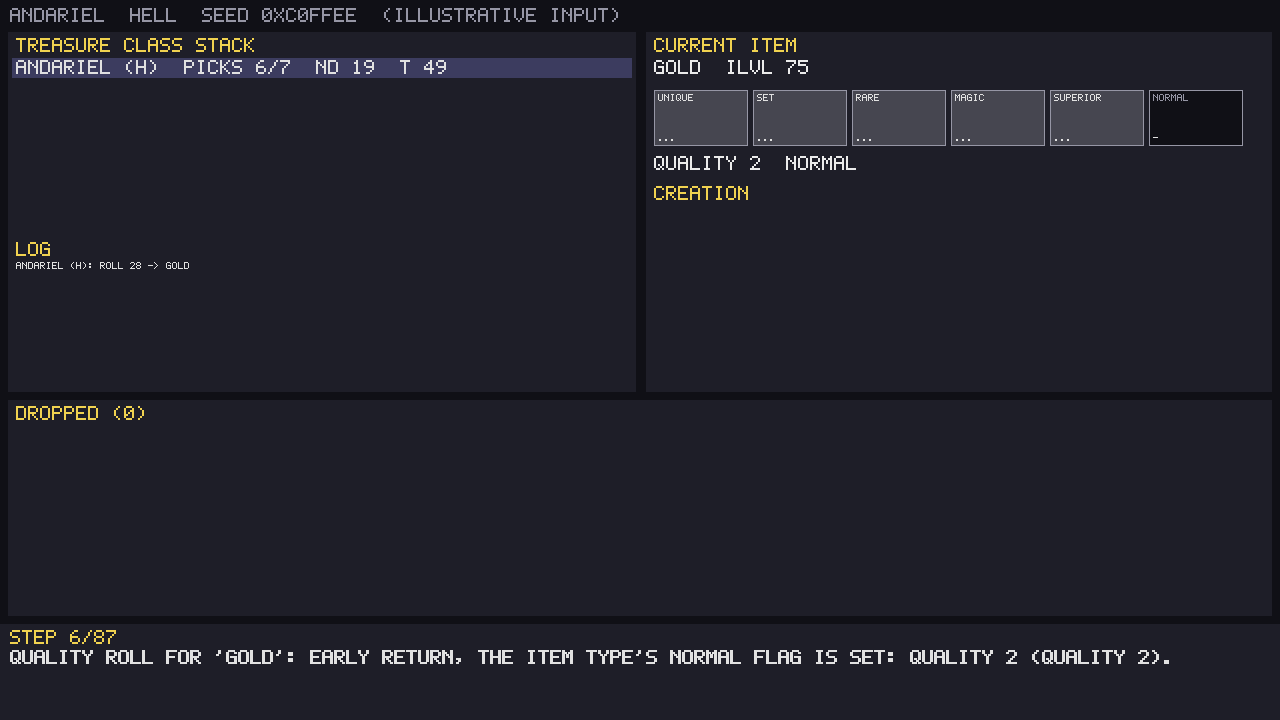 ANDARIEL  HELL  SEED 0XC0FFEE  (ILLUSTRATIVE INPUT)
TREASURE CLASS STACK
ANDARIEL (H)  PICKS 6/7  ND 19  T 49
LOG
ANDARIEL (H): ROLL 28 -> GOLD
CURRENT ITEM
GOLD  ILVL 75
UNIQUE
...
SET
...
RARE
...
MAGIC
...
SUPERIOR
...
NORMAL
–
QUALITY 2  NORMAL
CREATION
DROPPED (0)
STEP 6/87
QUALITY ROLL FOR 'GOLD': EARLY RETURN, THE ITEM TYPE'S NORMAL FLAG IS SET: QUALITY 2 (QUALITY 2).